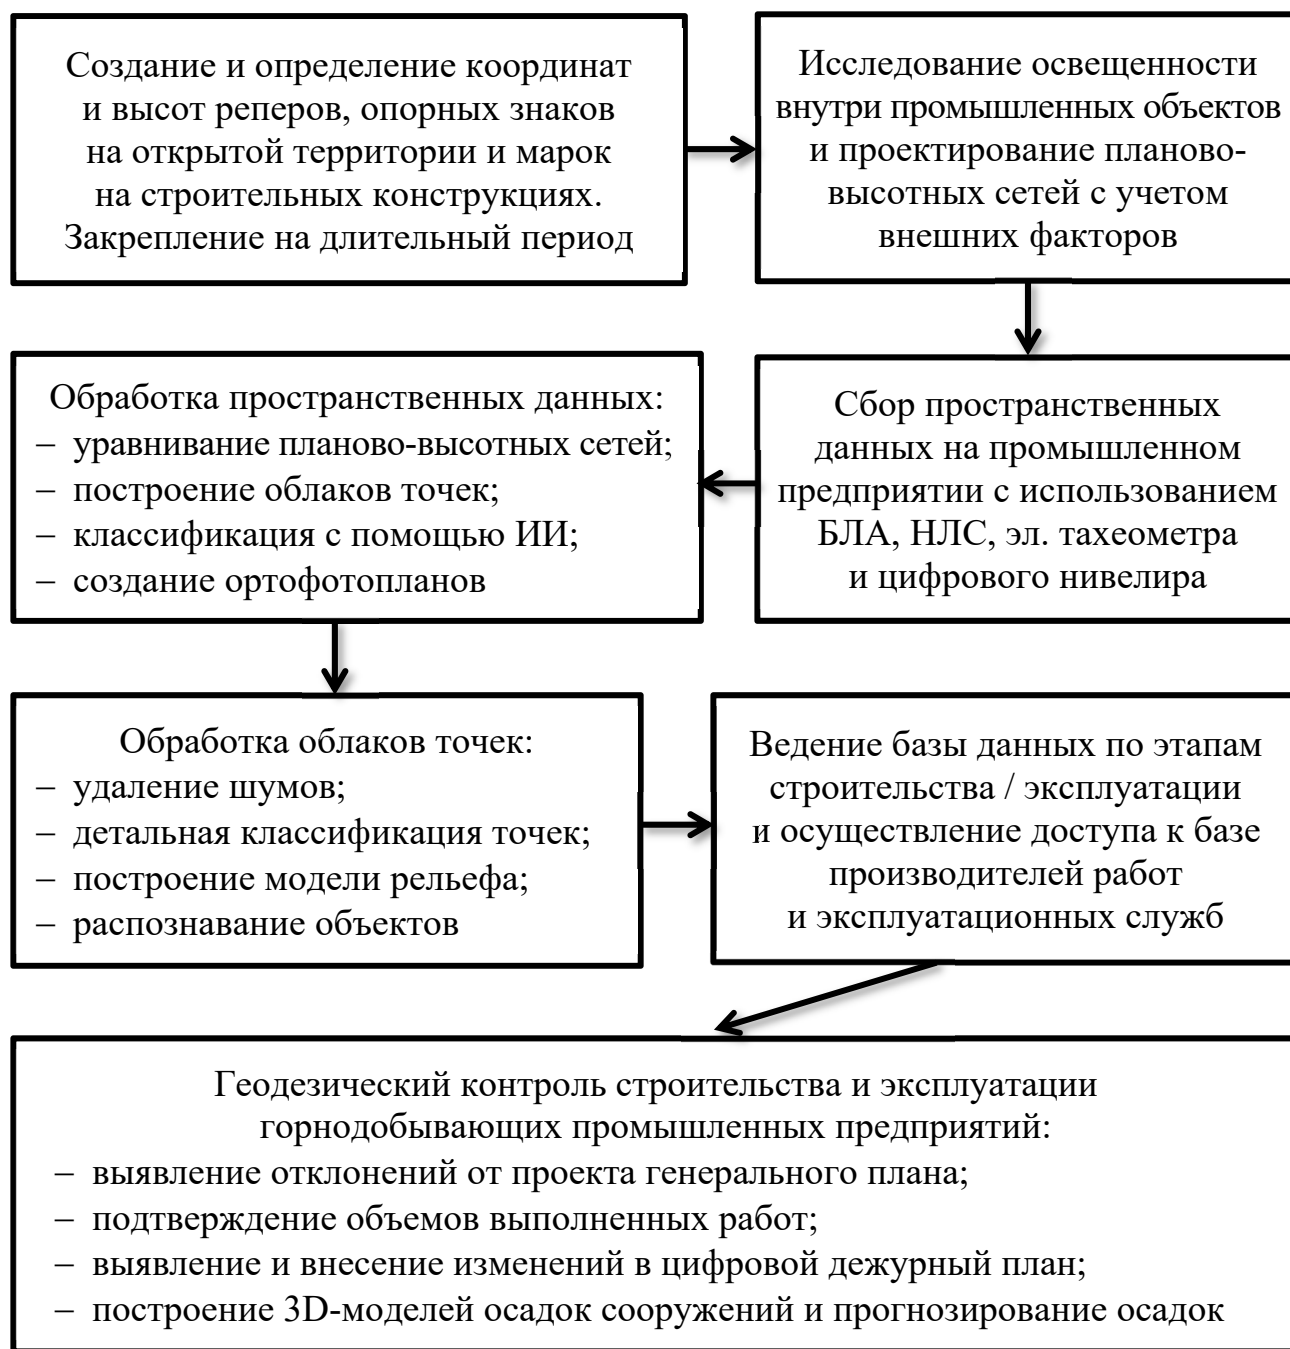 Создание и определение координат
и высот реперов, опорных знаков
на открытой территории и марок
на строительных конструкциях.
Закрепление на длительный период
Исследование освещенности
внутри промышленных объектов
и проектирование планово-
высотных сетей с учетом
внешних факторов
Сбор пространственных
данных на промышленном
предприятии с использованием
БЛА, НЛС, эл. тахеометра
и цифрового нивелира
Обработка пространственных данных:
– уравнивание планово-высотных сетей;
– построение облаков точек;
– классификация с помощью ИИ;
– создание ортофотопланов
Обработка облаков точек:
– удаление шумов;
– детальная классификация точек;
– построение модели рельефа;
– распознавание объектов
Ведение базы данных по этапам
строительства / эксплуатации
и осуществление доступа к базе
производителей работ
и эксплуатационных служб
Геодезический контроль строительства и эксплуатации
горнодобывающих промышленных предприятий:
– выявление отклонений от проекта генерального плана;
– подтверждение объемов выполненных работ;
– выявление и внесение изменений в цифровой дежурный план;
– построение 3D-моделей осадок сооружений и прогнозирование осадок